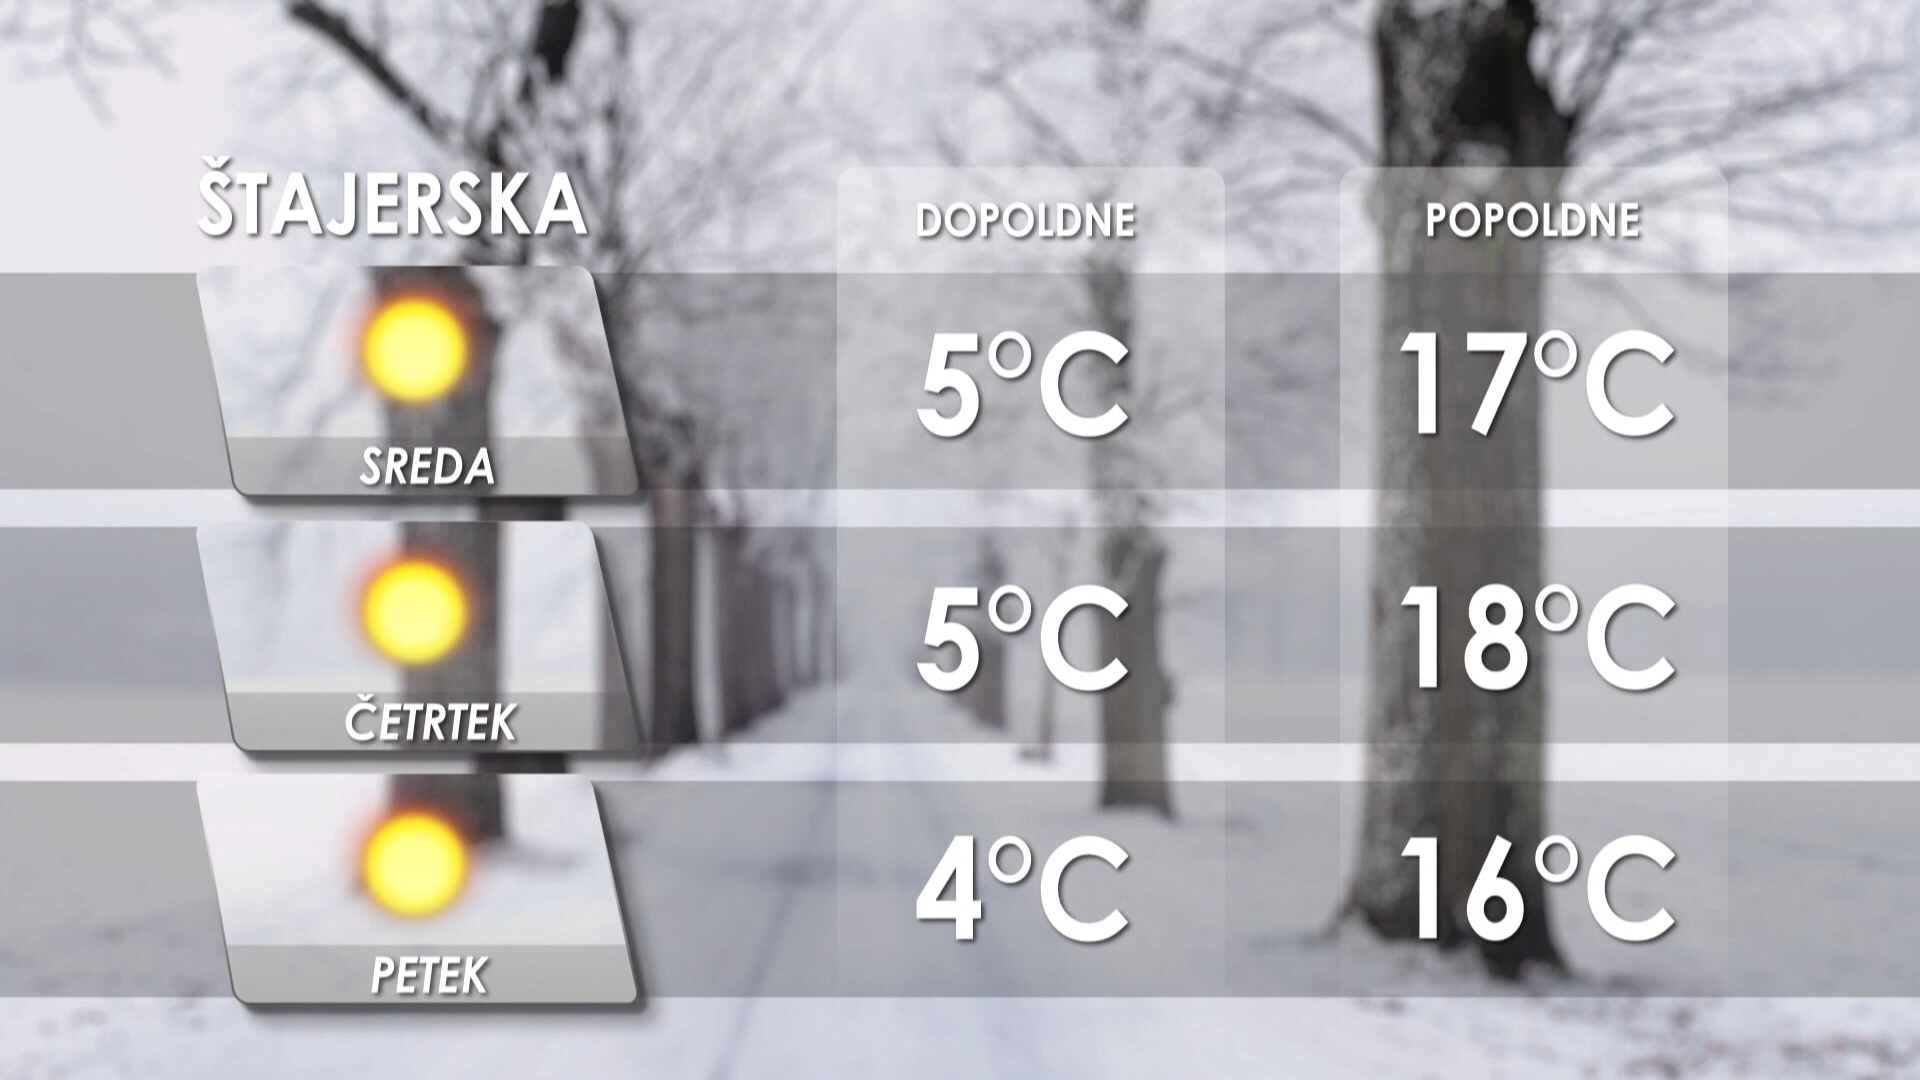 ŠTAJERSKA DOPOLDNE POPOLDNE
5°C 17°C
SREDA
5°C 18°C
ČETRTEK
4°C 16°C
PETEK